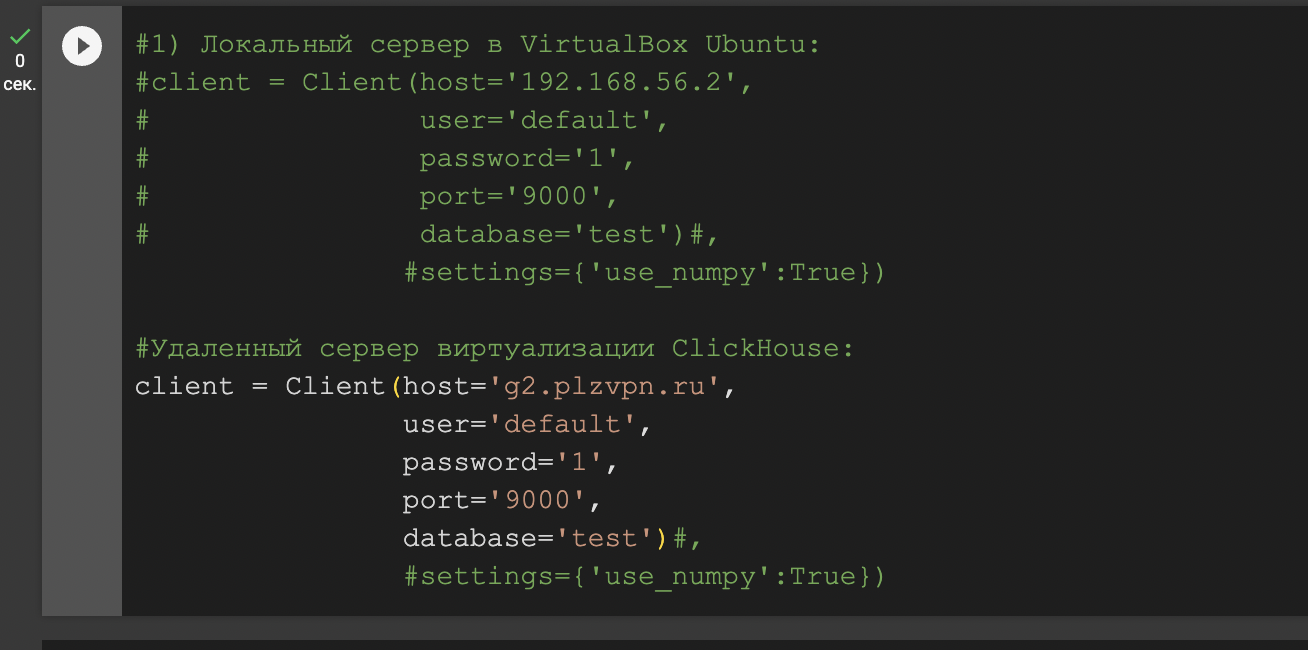 0
сек.
#1) Локальный сервер в VirtualBox Ubuntu:
#client = Client(host='192.168.56.2',
#                user='default',
#                password='1',
#                port='9000',
#                database='test')#,
                #settings={'use_numpy':True})
#Удаленный сервер виртуализации ClickHouse:
client = Client(host='g2.plzvpn.ru',
                user='default',
                password='1',
                port='9000',
                database='test')#,
                #settings={'use_numpy':True})